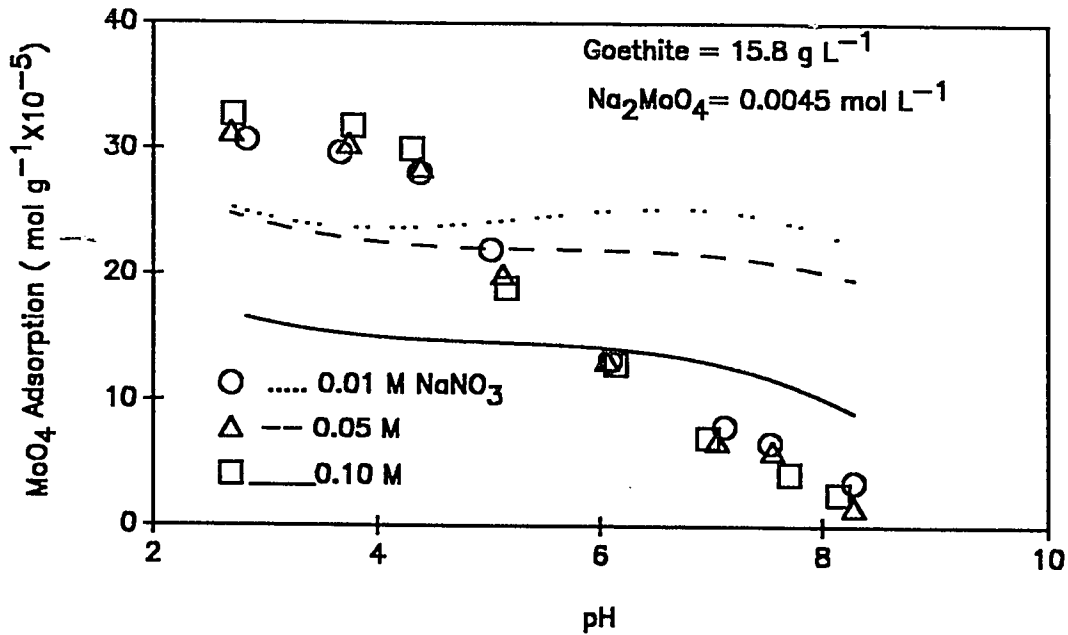 40
30
20
10
0
MoO₄ Adsorption ( mol g⁻¹X10⁻⁵)
Goethite = 15.8 g L⁻¹
Na₂MoO₄= 0.0045 mol L⁻¹
..... 0.01 M NaNO₃
-- 0.05 M
____0.10 M
2 4 6 8 10
pH